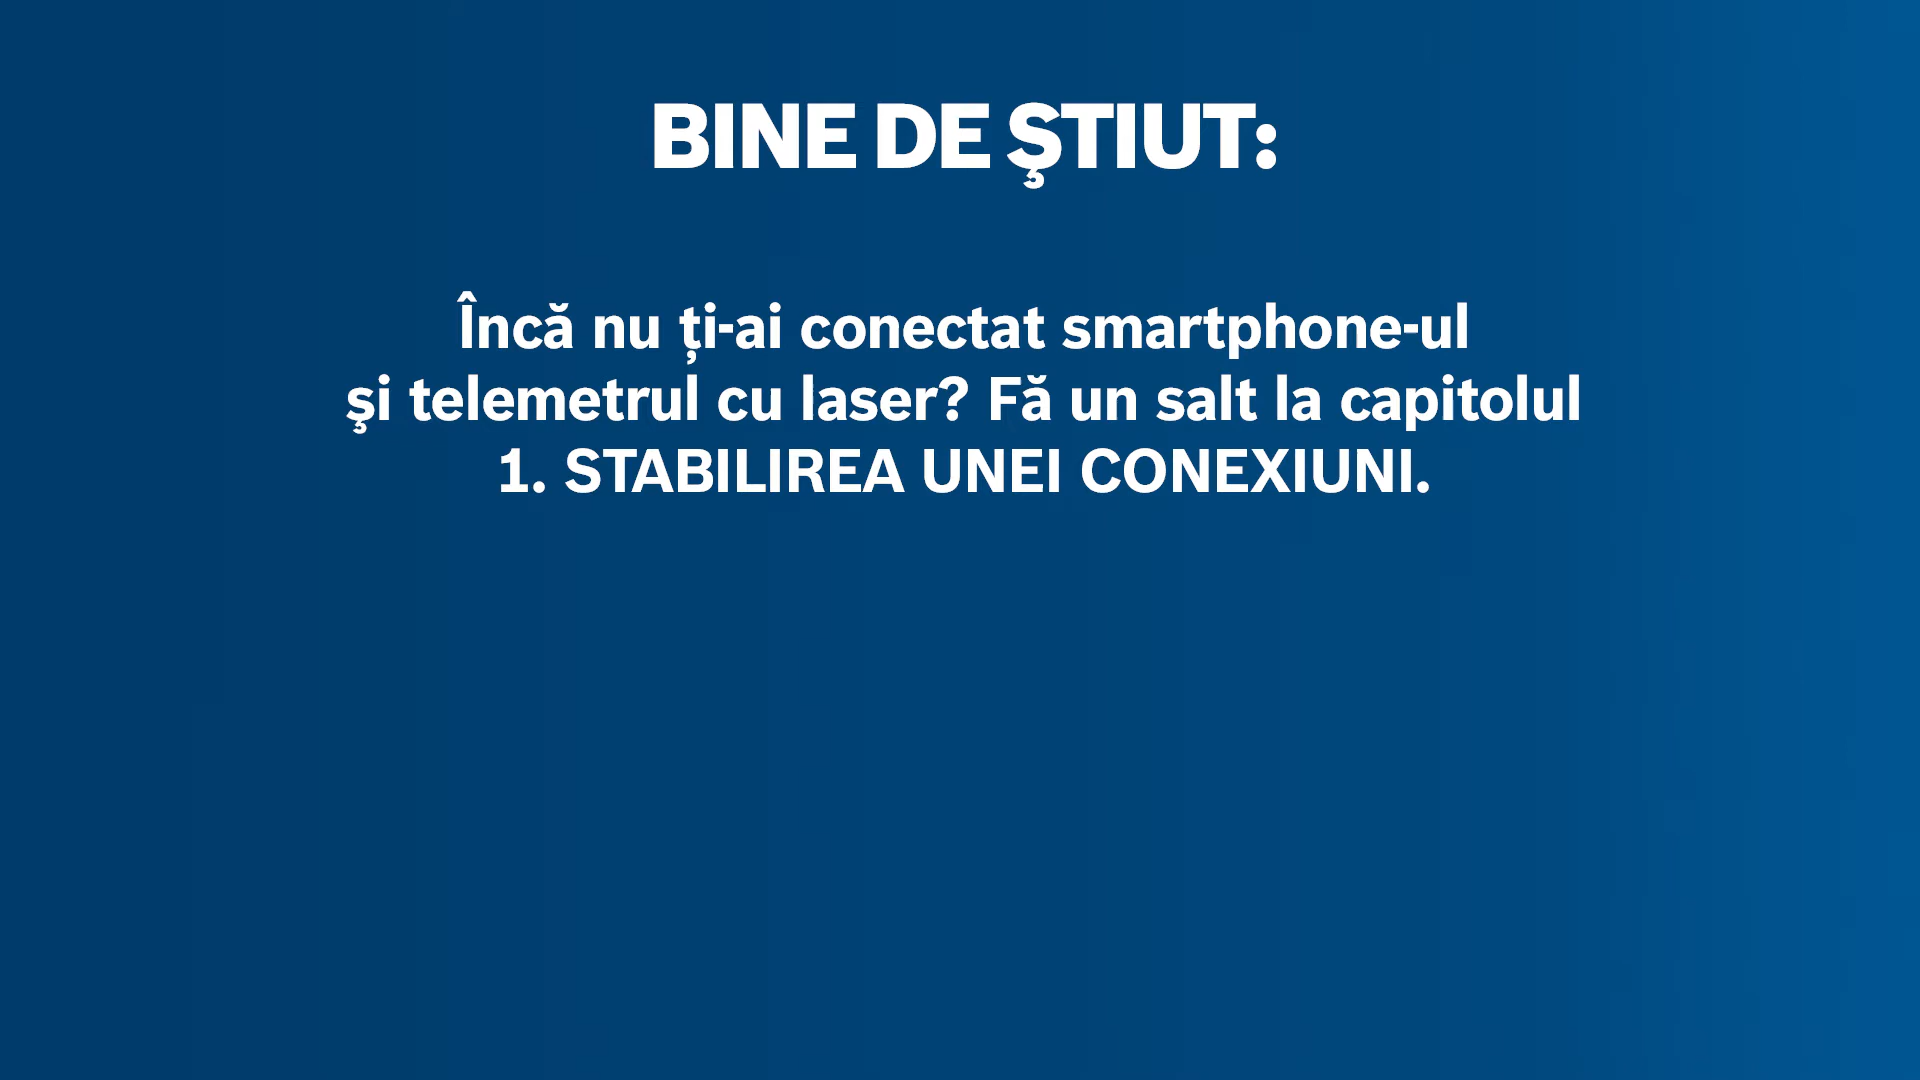 BINE DE ŞTIUT:
Încă nu ți-ai conectat smartphone-ul
şi telemetrul cu laser? Fă un salt la capitolul
1. STABILIREA UNEI CONEXIUNI.